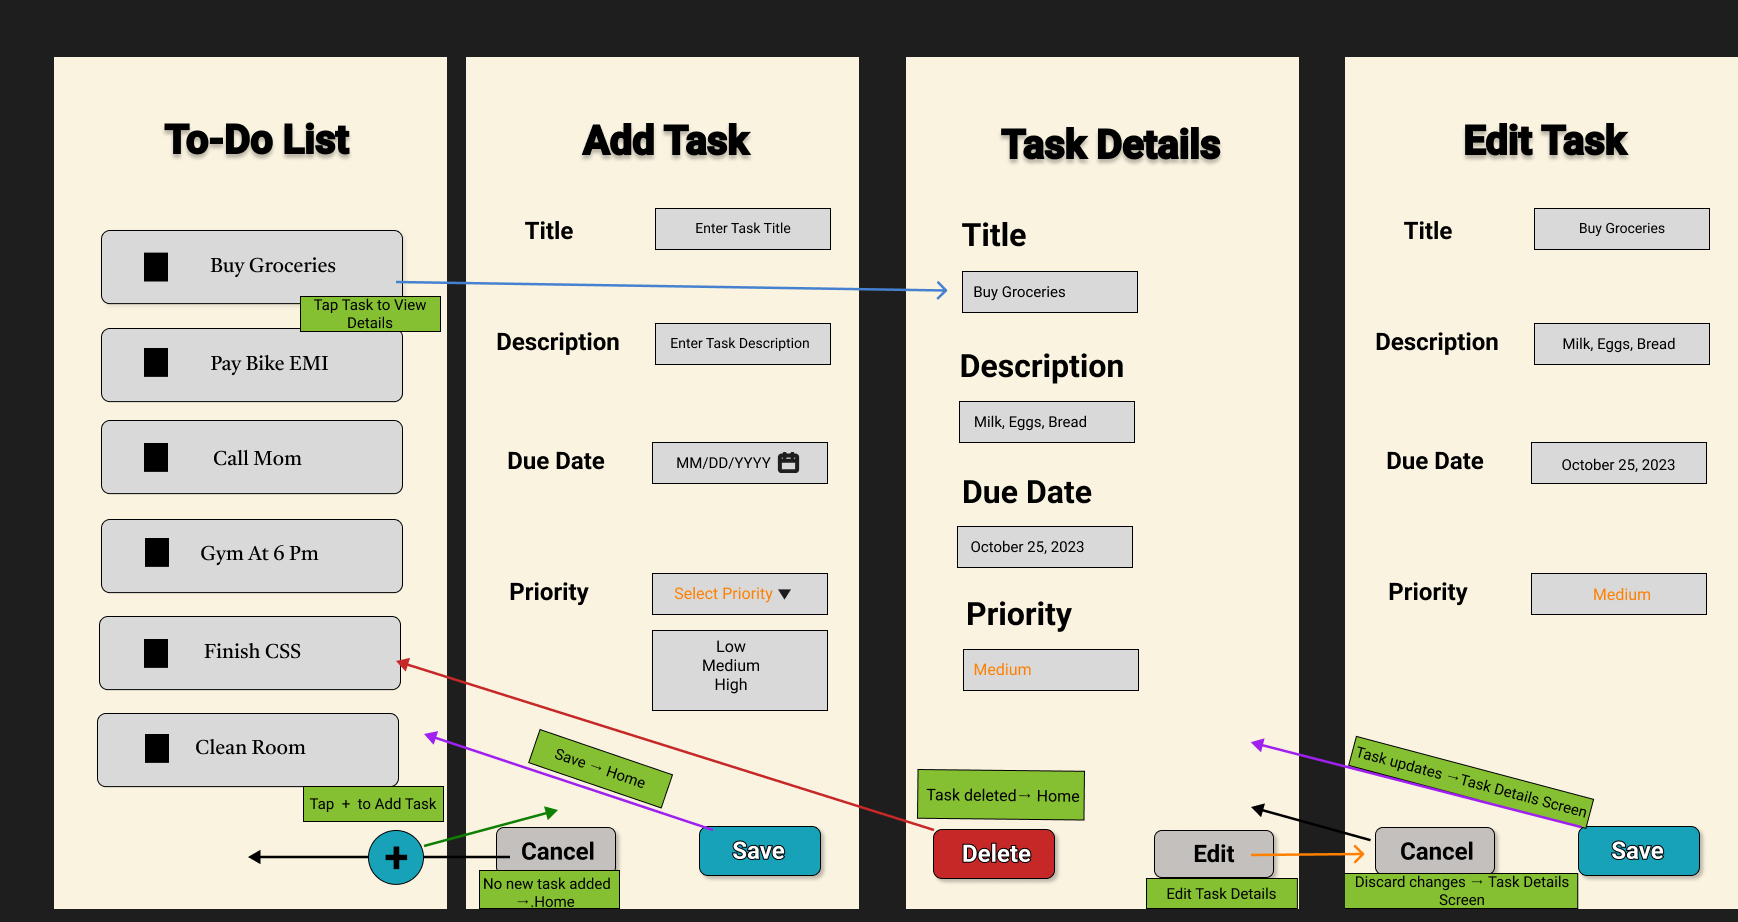 To-Do List
Buy Groceries
Tap Task to View
Details
Pay Bike EMI
Call Mom
Gym At 6 Pm
Finish CSS
Clean Room
Tap + to Add Task
+
Add Task
Title
Enter Task Title
Description
Enter Task Description
Due Date
MM/DD/YYYY
Priority
Select Priority ▼
Low
Medium
High
Save → Home
Cancel
Save
No new task added
→.Home
Task Details
Title
Buy Groceries
Description
Milk, Eggs, Bread
Due Date
October 25, 2023
Priority
Medium
Task deleted→ Home
Delete
Edit
Edit Task Details
Edit Task
Title
Buy Groceries
Description
Milk, Eggs, Bread
Due Date
October 25, 2023
Priority
Medium
Task updates →Task Details Screen
Cancel
Save
Discard changes → Task Details
Screen